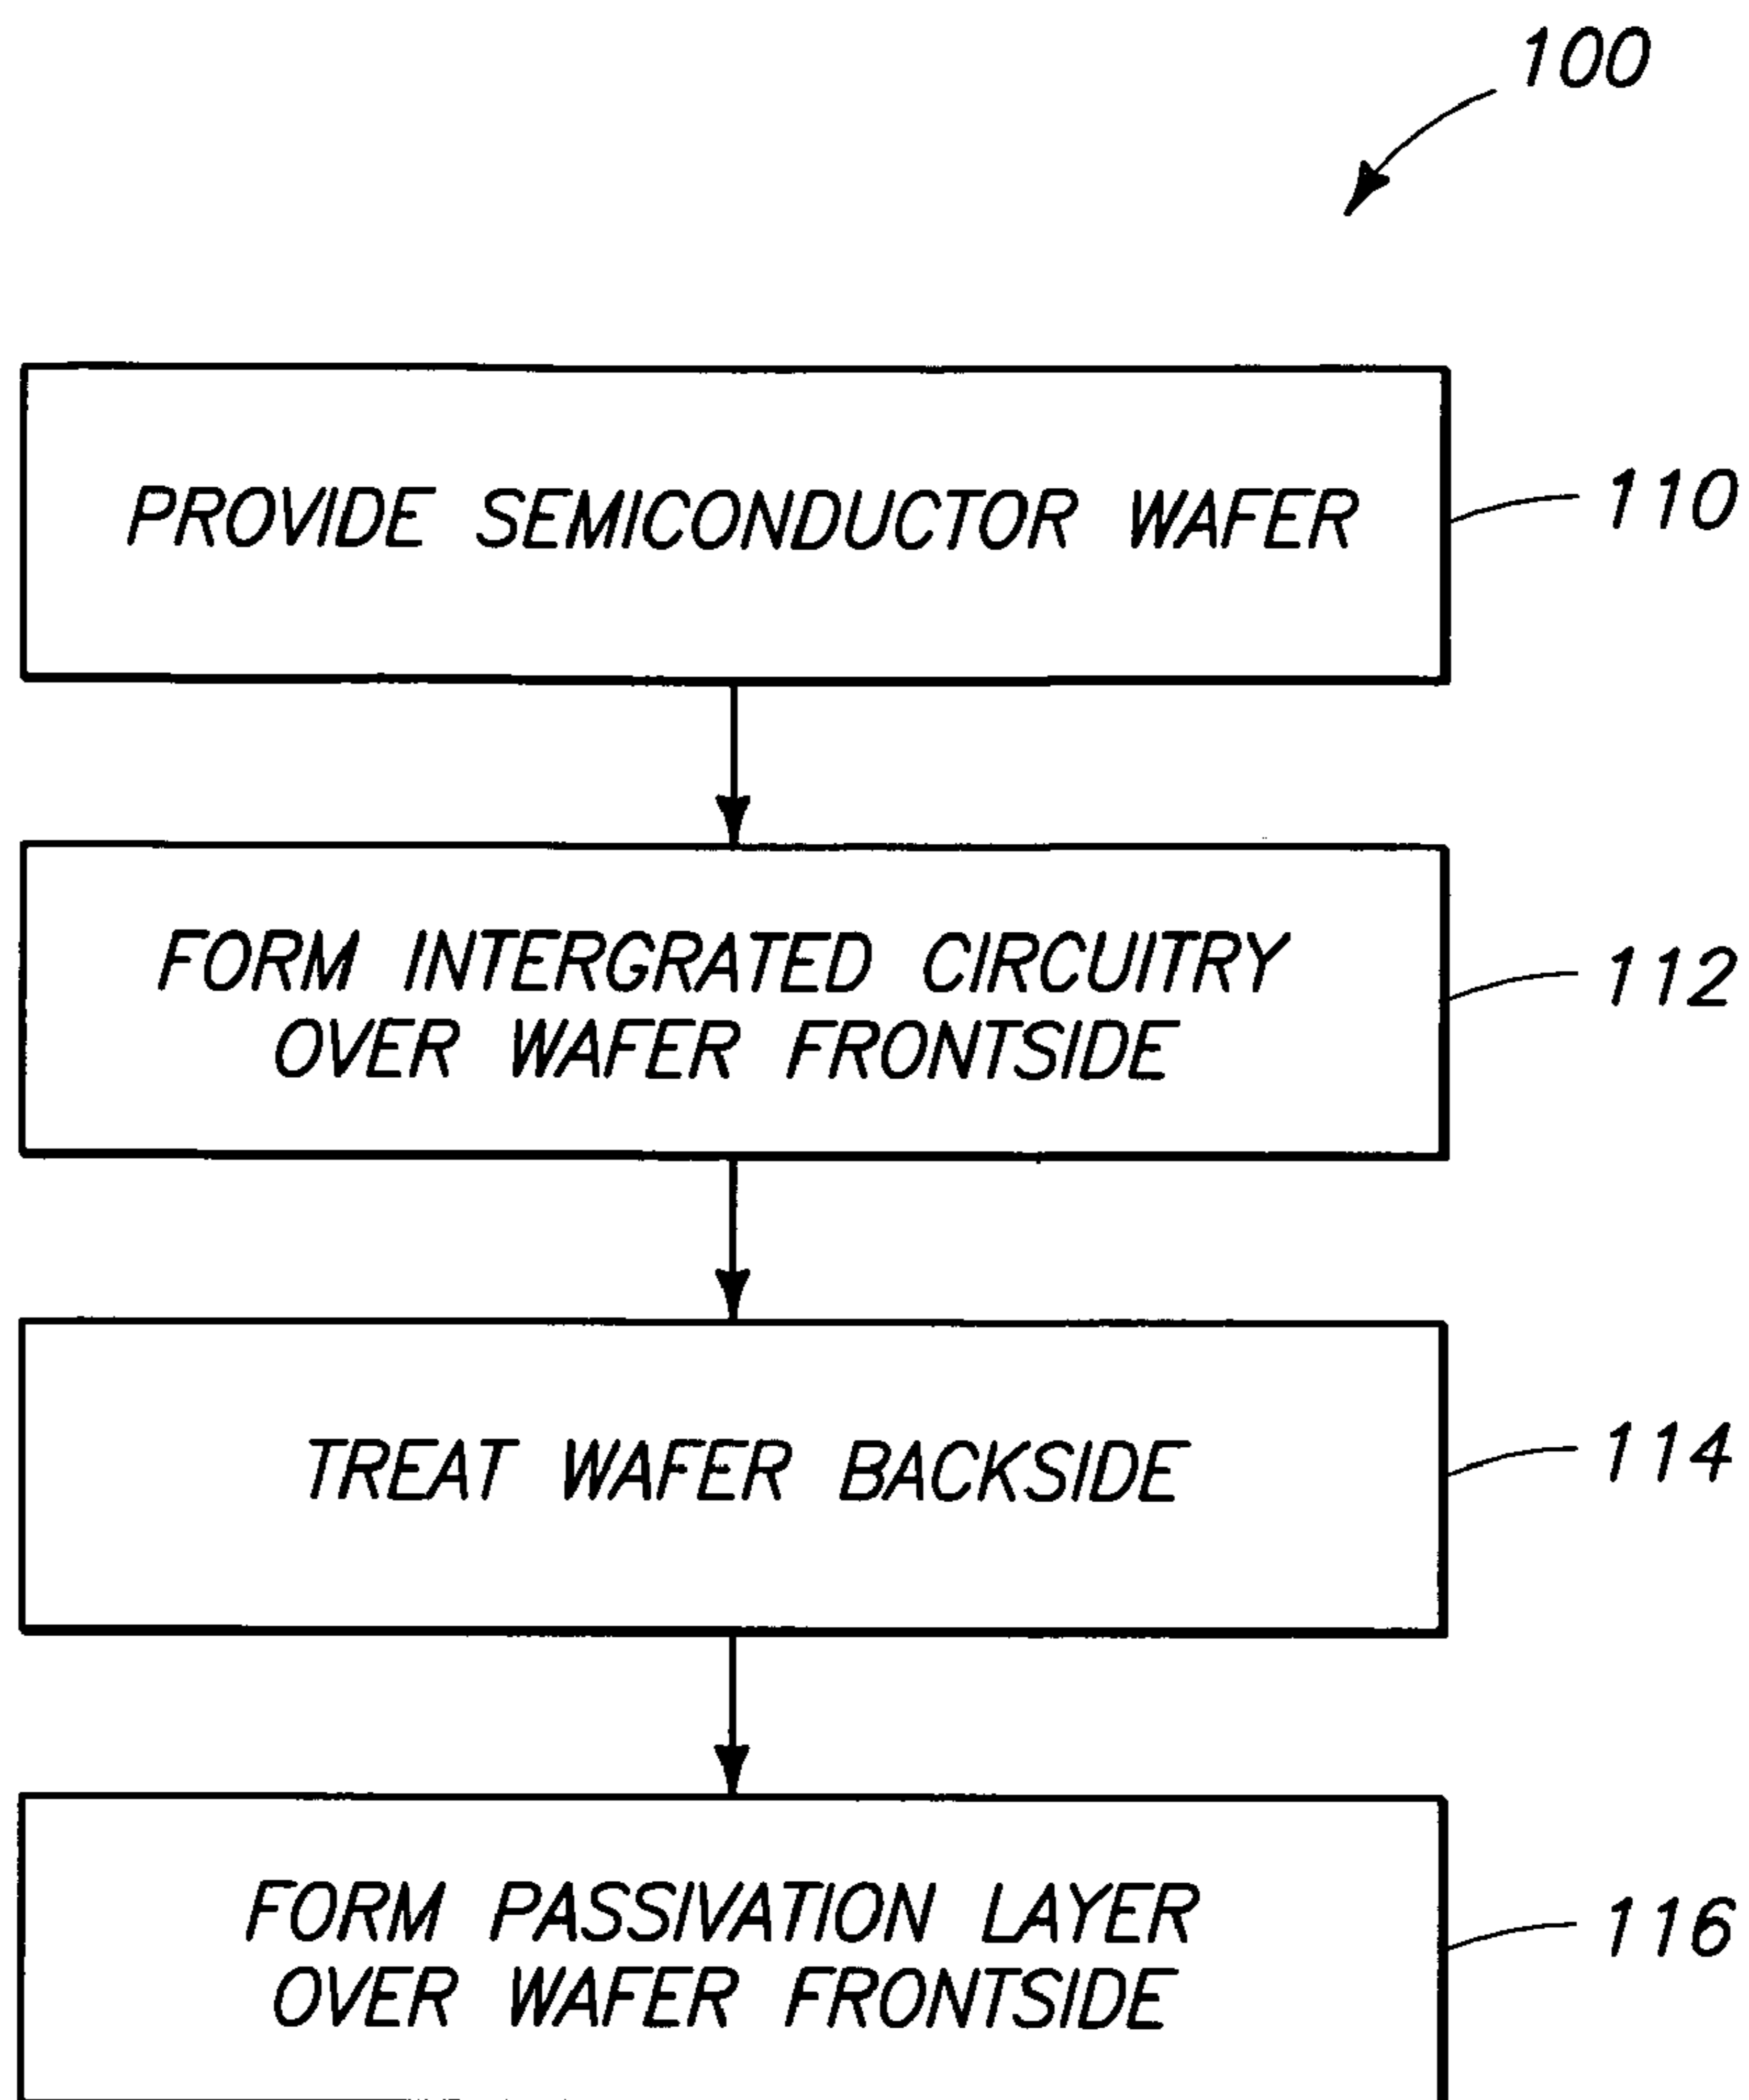 100
PROVIDE SEMICONDUCTOR WAFER
110
FORM INTERGRATED CIRCUITRY
OVER WAFER FRONTSIDE
112
TREAT WAFER BACKSIDE
114
FORM PASSIVATION LAYER
OVER WAFER FRONTSIDE
116